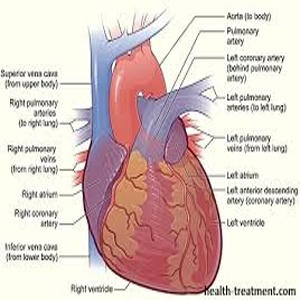 Aorta (to body)
Pulmonary
artery
Left coronary artery
(behind pulmonary
artery)
Superior vena cava
(from upper body)
Right pulmonary
arteries
(to right lung)
Left pulmonary
arteries (to left lung)
Right pulmonary
veins
(from right lung)
Left pulmonary
veins (from left lung)
Right atrium
Left atrium
Right coronary
artery
Left anterior descending
artery (coronary artery)
Left ventricle
Inferior vena cava
(from lower body)
Right ventricle
health-treatment.com